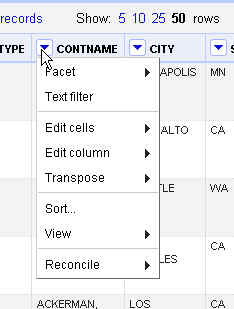 records Show: 5 10 25 50 rows
TYPE CONTNAME CITY
Facet
APOLIS MN
Text filter
Edit cells
ALTO CA
Edit column
Transpose
TLE WA
Sort...
View
CA
LES
Reconcile
ACKERMAN, LOS CA